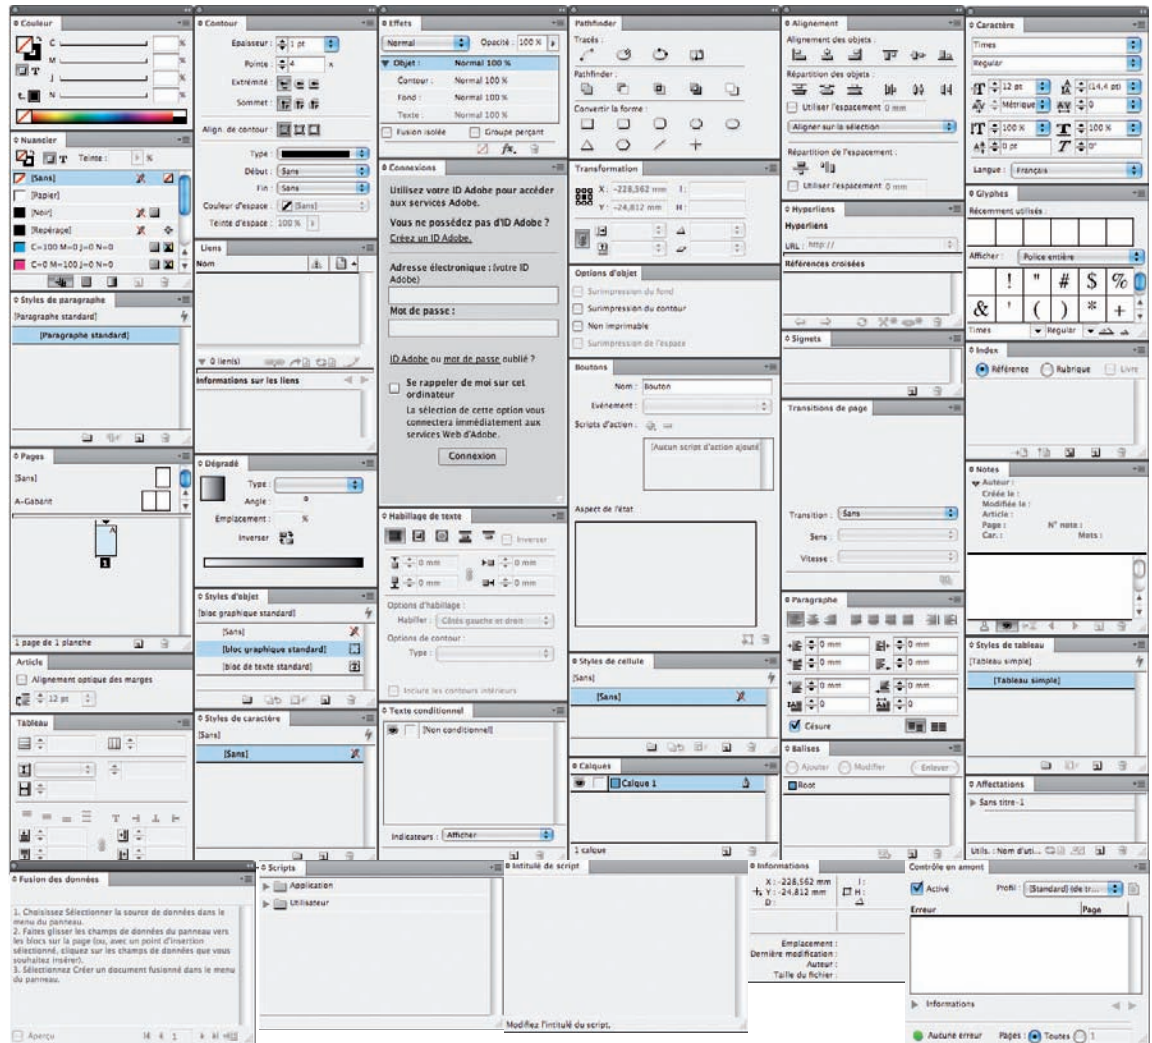 Couleur
C %
M %
J %
N %
Nuancier
T Teinte : %
[Sans]
[Papier]
[Noir]
[Repérage]
C=100 M=0 J=0 N=0
C=0 M=100 J=0 N=0
Styles de paragraphe
[Paragraphe standard]
[Paragraphe standard]
Pages
[Sans]
A-Gabarit
A
1
1 page de 1 planche
Article
Alignement optique des marges
12 pt
Tableau
Contour
Epaisseur : 1 pt
Pointe : 4 x
Extrémité :
Sommet :
Align. de contour :
Type :
Début : Sans
Fin : Sans
Couleur d'espace : [Sans]
Teinte d'espace : 100 %
Liens
Nom
0 lien(s)
Informations sur les liens
Dégradé
Type :
Angle : °
Emplacement : %
Inverser
Styles d'objet
[bloc graphique standard]
[Sans]
[bloc graphique standard]
[bloc de texte standard]
Styles de caractère
[Sans]
[Sans]
Effets
Normal Opacité : 100 %
Objet : Normal 100 %
Contour : Normal 100 %
Fond : Normal 100 %
Texte : Normal 100 %
Fusion isolée Groupe perçant
fx.
Connexions
Utilisez votre ID Adobe pour accéder
aux services Adobe.
Vous ne possédez pas d'ID Adobe ?
Créez un ID Adobe.
Adresse électronique : (votre ID
Adobe)
Mot de passe :
ID Adobe ou mot de passe oublié ?
Se rappeler de moi sur cet
ordinateur
La sélection de cette option vous
connectera immédiatement aux
services Web d'Adobe.
Connexion
Habillage de texte
Inverser
0 mm 0 mm
0 mm 0 mm
Options d'habillage :
Habiller : Côtés gauche et droit
Options de contour :
Type :
Inclure les contours intérieurs
Texte conditionnel
[Non conditionnel]
Indicateurs : Afficher
Pathfinder
Tracés :
Pathfinder :
Convertir la forme :
Transformation
X : -228,562 mm L :
Y : -24,812 mm H :
Options d'objet
Surimpression du fond
Surimpression du contour
Non imprimable
Surimpression de l'espace
Boutons
Nom : Bouton
Evénement :
Scripts d'action :
[Aucun script d'action ajouté]
Aspect de l'état
Styles de cellule
[Sans]
[Sans]
Calques
Calque 1
1 calque
Alignement
Alignement des objets :
Répartition des objets :
Utiliser l'espacement 0 mm
Aligner sur la sélection
Répartition de l'espacement :
Utiliser l'espacement 0 mm
Hyperliens
Hyperliens
URL : http://
Références croisées
Signets
Transitions de page
Transition : Sans
Sens :
Vitesse :
Paragraphe
0 mm 0 mm
0 mm 0 mm
0 mm 0 mm
0 0
Césure
Balises
Ajouter Modifier Enlever
Root
Caractère
Times
Regular
12 pt (14,4 pt)
Métrique 0
100 % 100 %
0 pt 0°
Langue : Français
Glyphes
Récemment utilisés :
Afficher : Police entière
! " # $ %
& ' ( ) * +
Times Regular
Index
Référence Rubrique Livre
Notes
Auteur :
Créée le :
Modifiée le :
Article :
Page : N° note :
Car. : Mots :
Styles de tableau
[Tableau simple]
[Tableau simple]
Affectations
Sans titre-1
Utils. : Nom d'uti...
Fusion des données
1. Choisissez Sélectionner la source de données dans le
menu du panneau.
2. Faites glisser les champs de données du panneau vers
les blocs sur la page (ou, avec un point d'insertion
sélectionné, cliquez sur les champs de données que vous
souhaitez insérer).
3. Sélectionnez Créer un document fusionné dans le menu
du panneau.
Aperçu 1
Scripts
Application
Utilisateur
Intitulé de script
Modifiez l'intitulé du script.
Informations
X : -228,562 mm L :
Y : -24,812 mm H :
D :
Emplacement :
Dernière modification :
Auteur :
Taille du fichier :
Contrôle en amont
Activé Profil : [Standard] (de tr...
Erreur Page
Informations
Aucune erreur Pages : Toutes 1